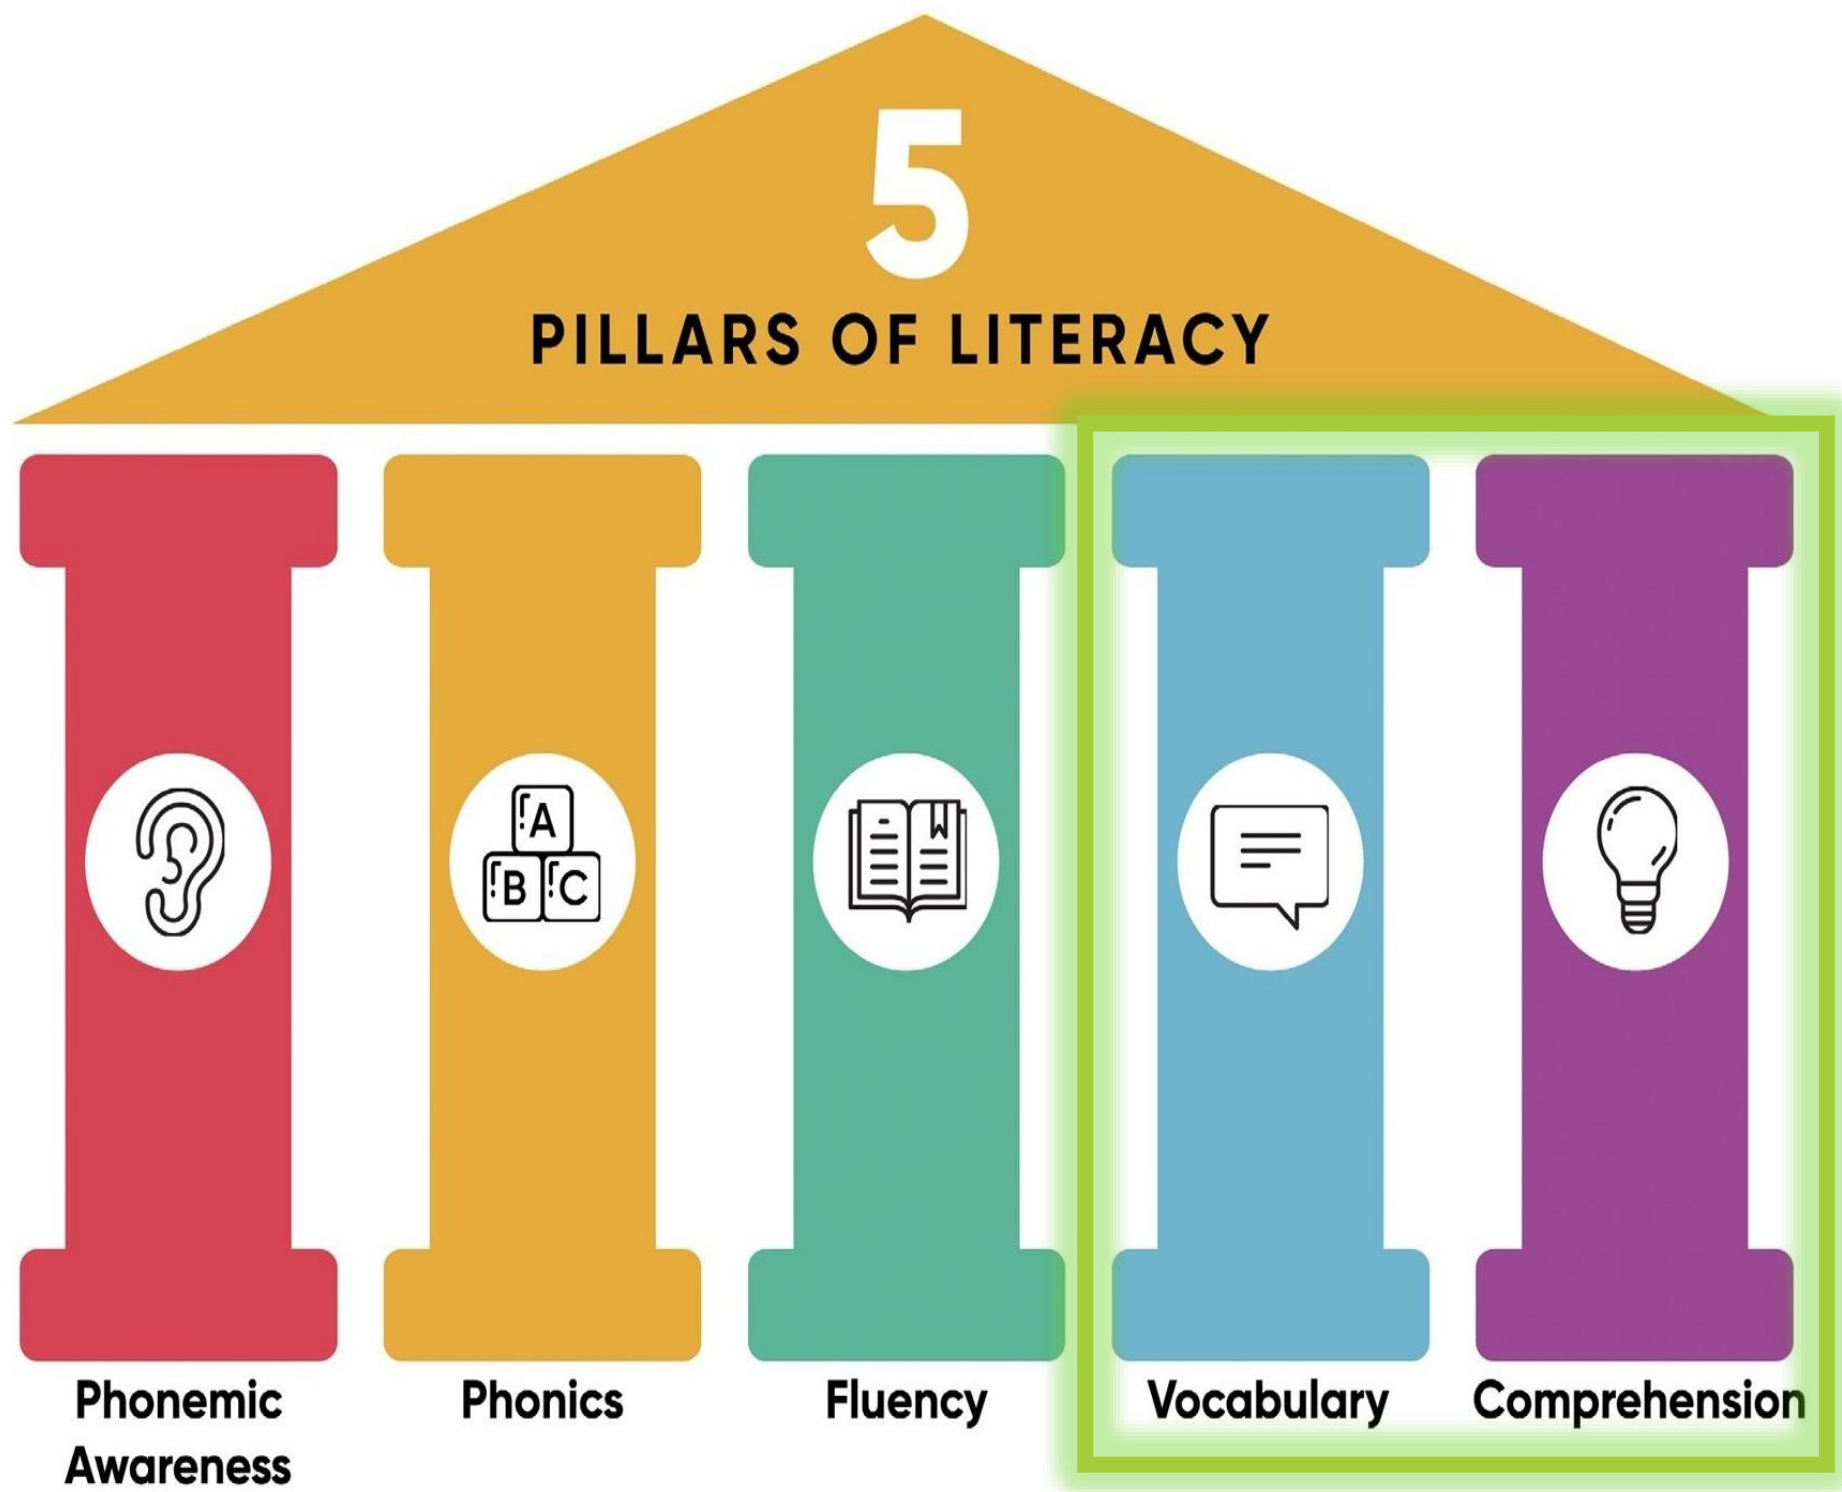 5
PILLARS OF LITERACY
A
B C
Phonemic
Awareness
Phonics
Fluency
Vocabulary
Comprehension